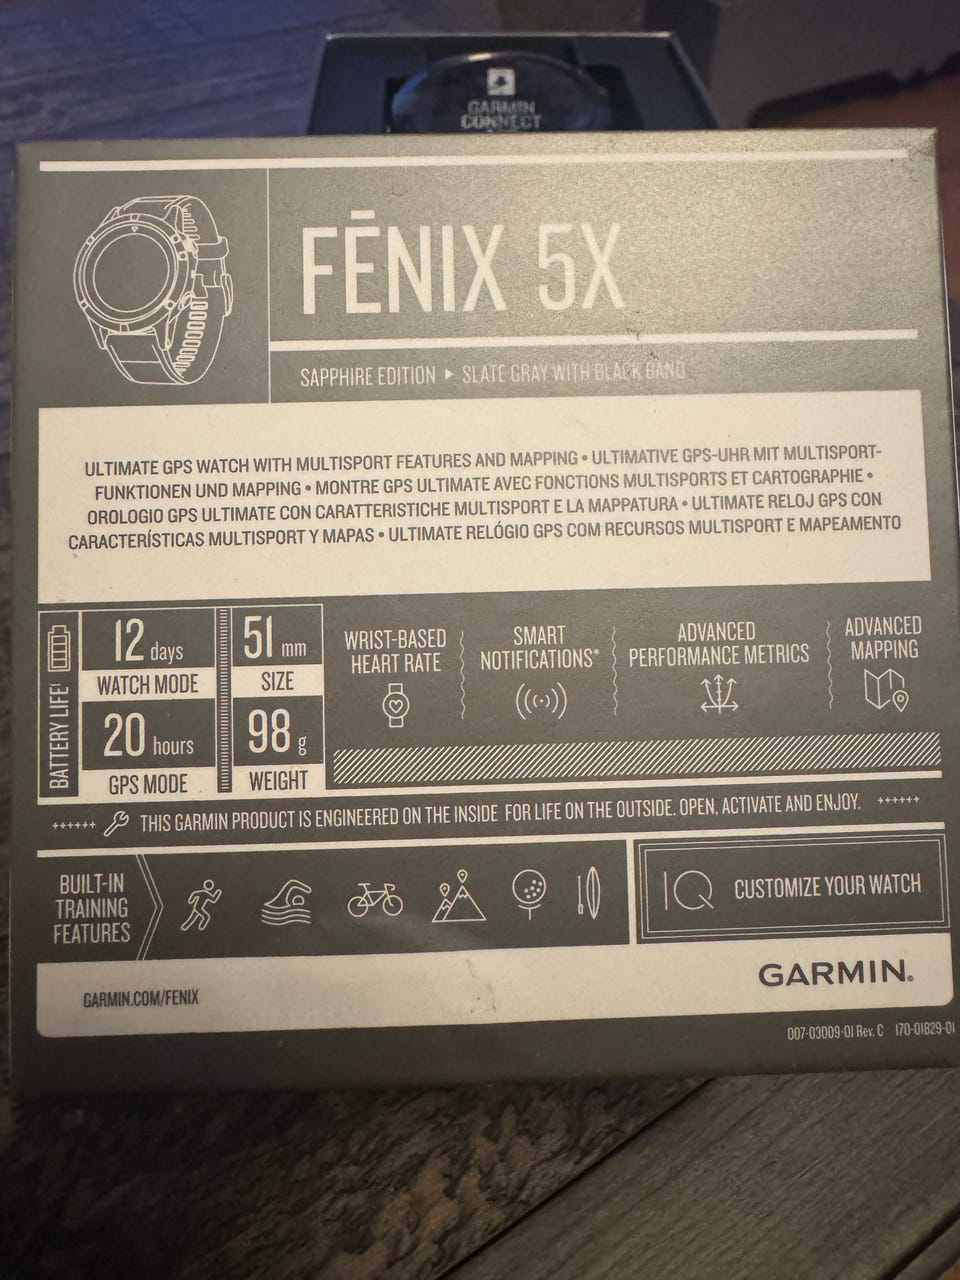 GARMIN
CONNECT
FĒNIX 5X
SAPPHIRE EDITION ▸ SLATE GRAY WITH BLACK BAND
ULTIMATE GPS WATCH WITH MULTISPORT FEATURES AND MAPPING • ULTIMATIVE GPS-UHR MIT MULTISPORT-
FUNKTIONEN UND MAPPING • MONTRE GPS ULTIMATE AVEC FONCTIONS MULTISPORTS ET CARTOGRAPHIE •
OROLOGIO GPS ULTIMATE CON CARATTERISTICHE MULTISPORT E LA MAPPATURA • ULTIMATE RELOJ GPS CON
CARACTERÍSTICAS MULTISPORT Y MAPAS • ULTIMATE RELÓGIO GPS COM RECURSOS MULTISPORT E MAPEAMENTO
BATTERY LIFE¹
12 days
WATCH MODE
20 hours
GPS MODE
51 mm
SIZE
98 g
WEIGHT
WRIST-BASED
HEART RATE
SMART
NOTIFICATIONS*
ADVANCED
PERFORMANCE METRICS
ADVANCED
MAPPING
++++++ THIS GARMIN PRODUCT IS ENGINEERED ON THE INSIDE FOR LIFE ON THE OUTSIDE. OPEN, ACTIVATE AND ENJOY. ++++++
BUILT-IN
TRAINING
FEATURES
IQ CUSTOMIZE YOUR WATCH
GARMIN.COM/FENIX
GARMIN.
007-03009-01 Rev. C 170-01829-01